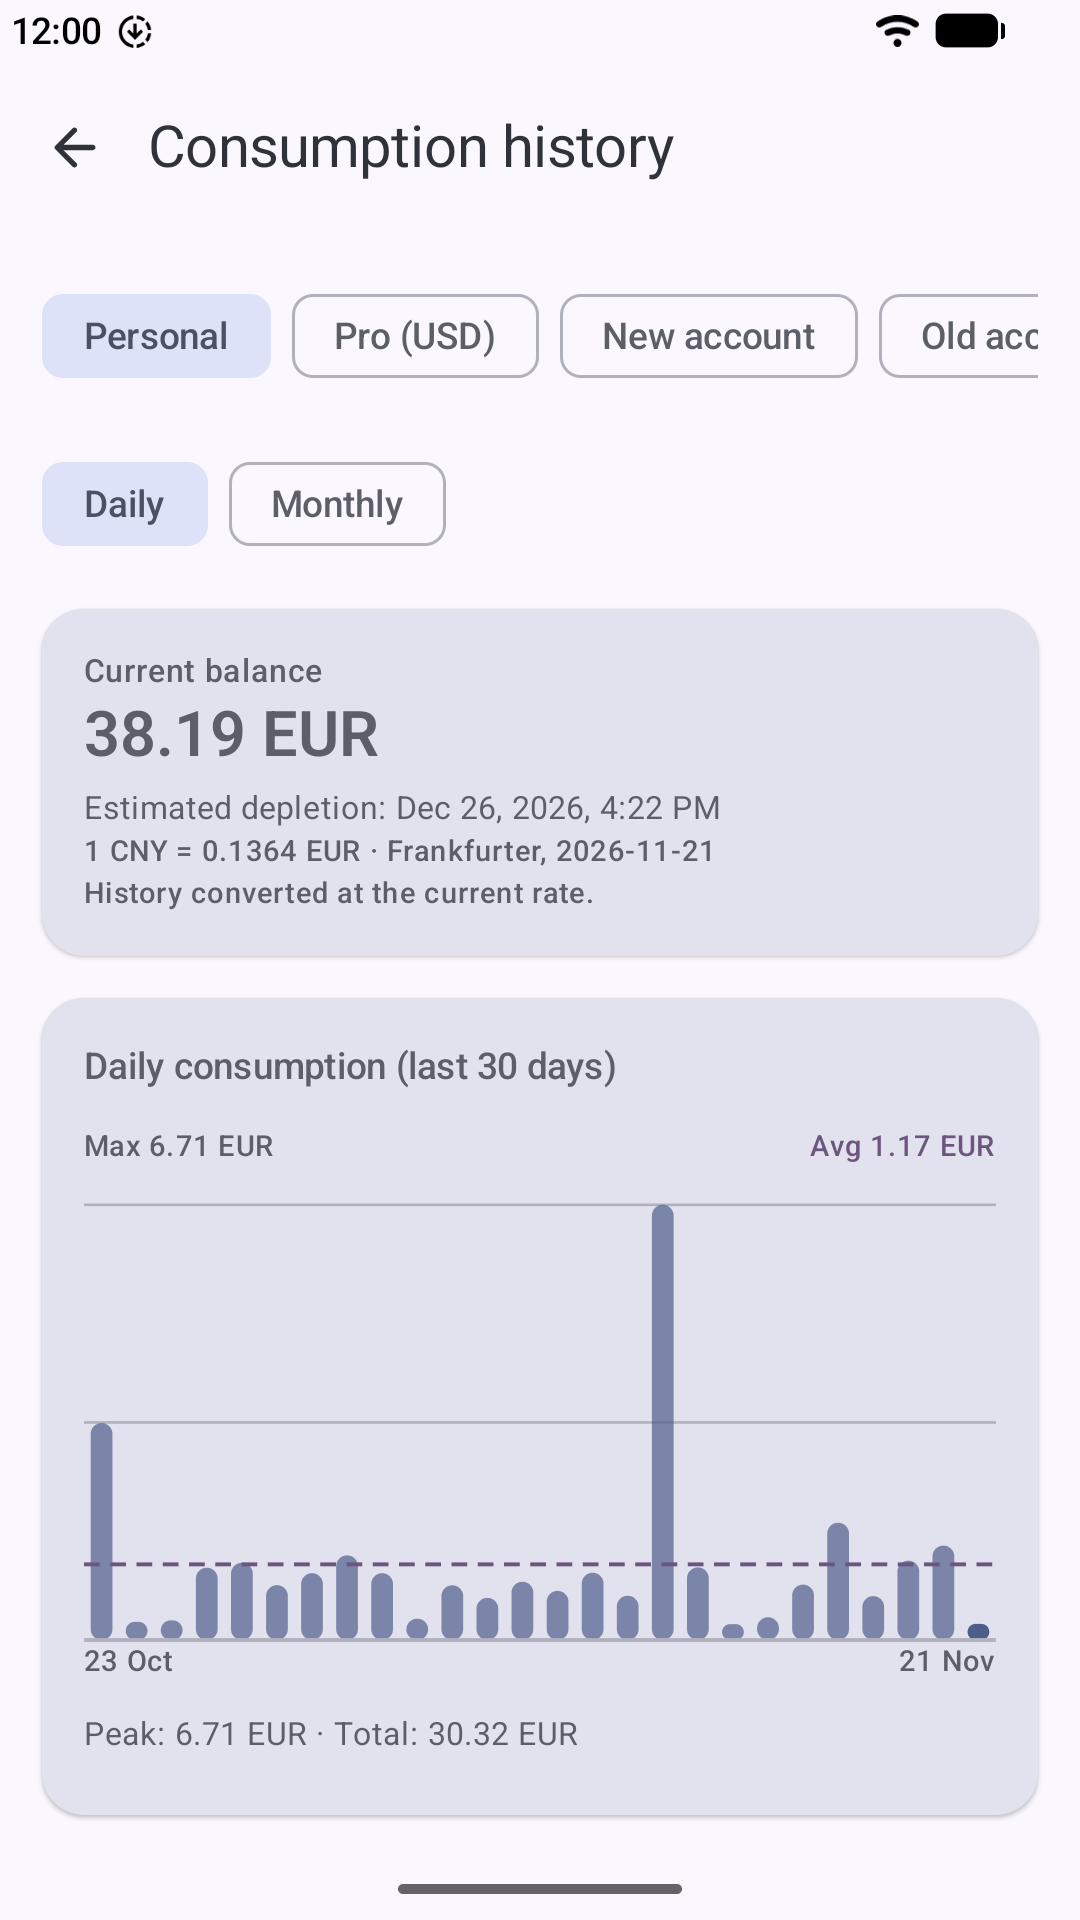 12:00
Consumption history
Personal
Pro (USD)
New account
Old acc
Daily
Monthly
Current balance
38.19 EUR
Estimated depletion: Dec 26, 2026, 4:22 PM
1 CNY = 0.1364 EUR · Frankfurter, 2026-11-21
History converted at the current rate.
Daily consumption (last 30 days)
Max 6.71 EUR
Avg 1.17 EUR
23 Oct
21 Nov
Peak: 6.71 EUR · Total: 30.32 EUR